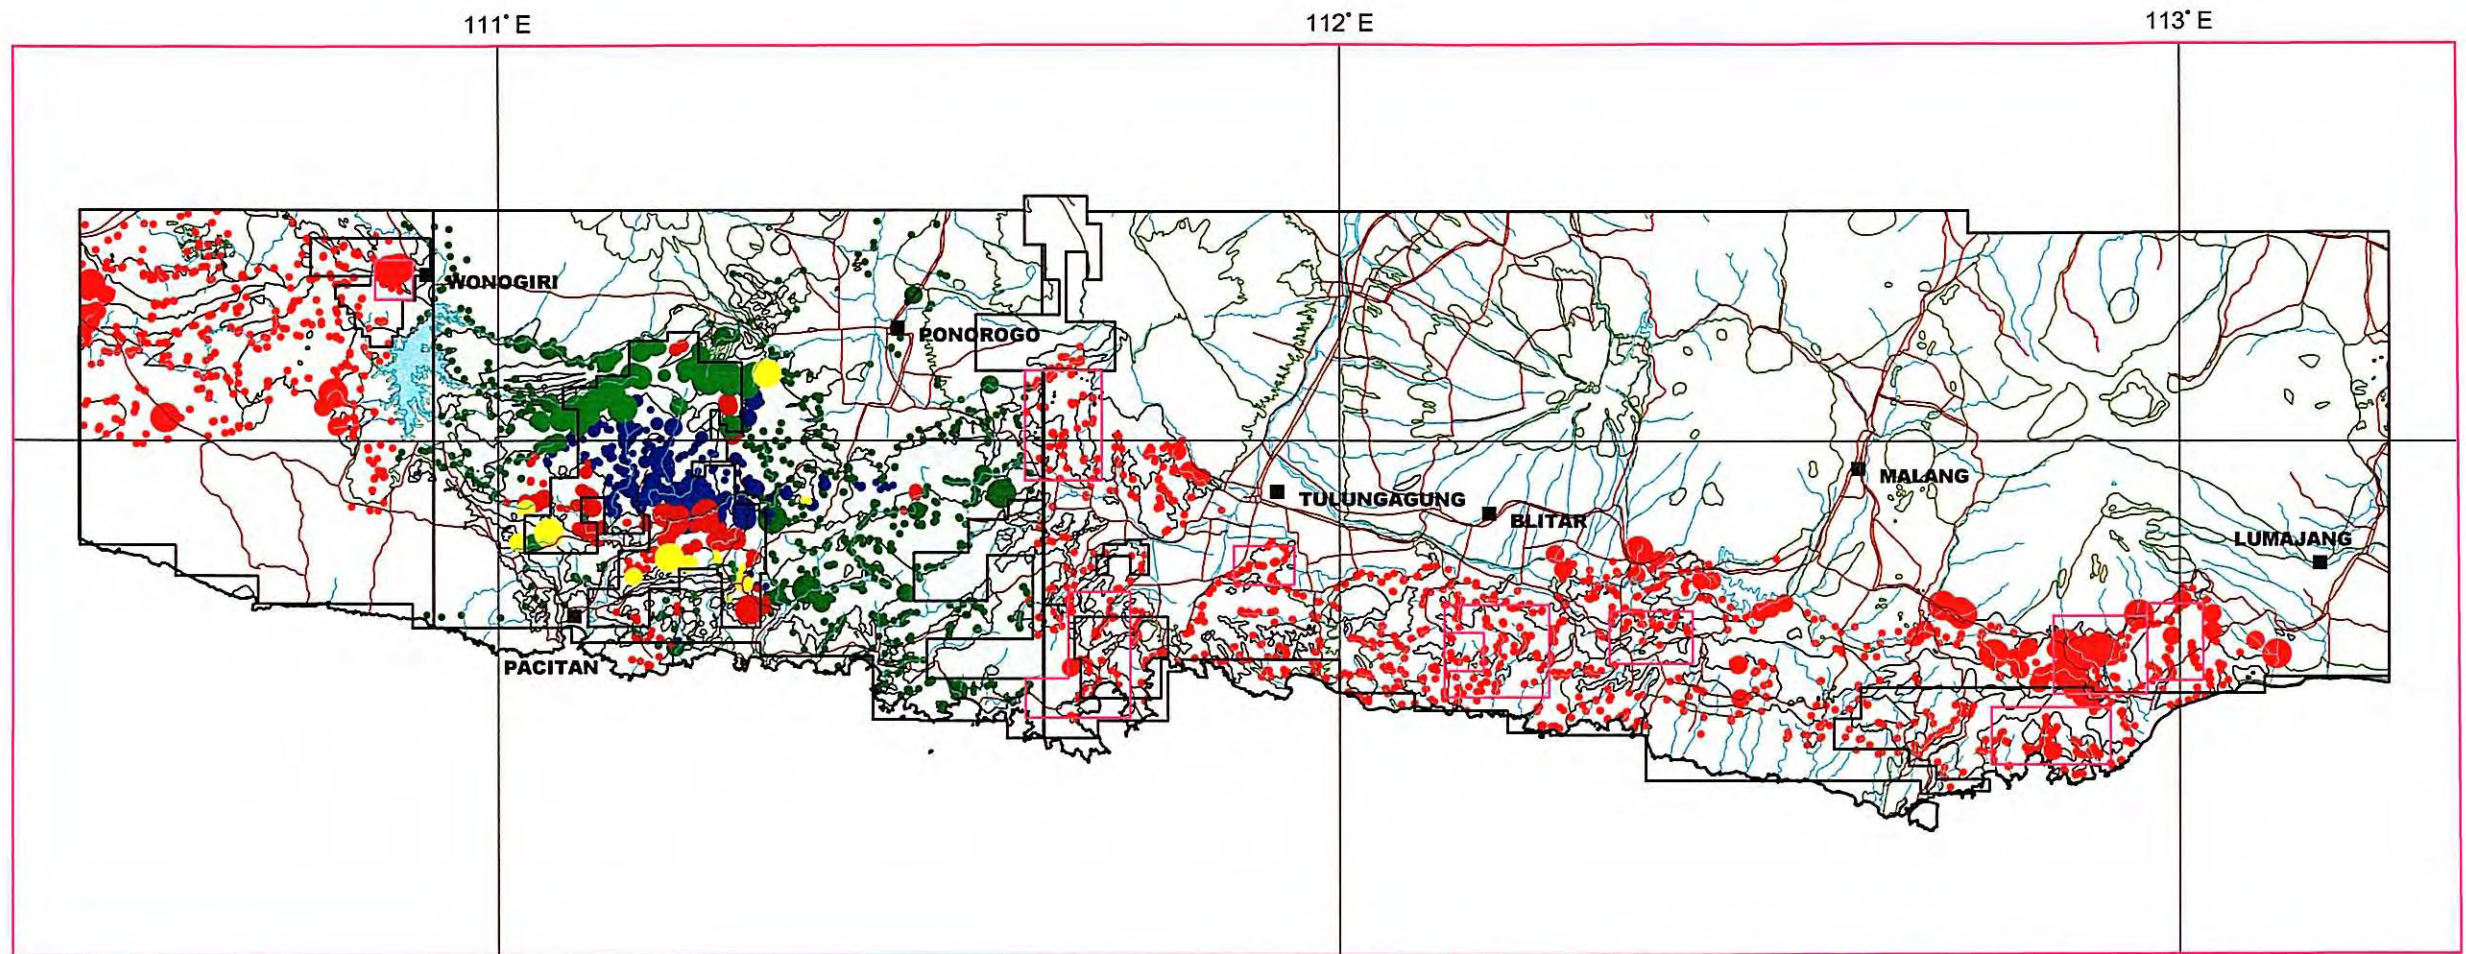 111° E
112° E
113° E
WONOGIRI
PONOROGO
MALANG
TULUNGAGUNG
BLITAR
LUMAJANG
PACITAN